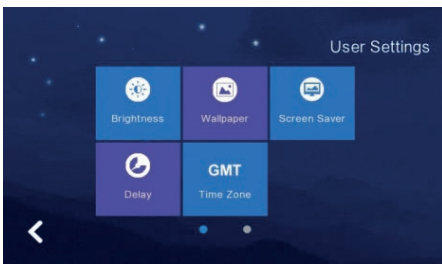 User Settings
Brightness
Wallpaper
Screen Saver
GMT
Delay
Time Zone